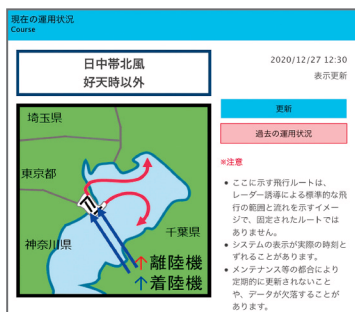 現在の運用状況
Course
日中帯北風
好天時以外
2020/12/27 12:30
表示更新
更新
過去の運用状況
※注意
• ここに示す飛行ルートは、
レーダー誘導による標準的な飛
行の範囲と流れを示すイメー
ジで、固定されたルートでは
ありません。
• システムの表示が実際の時刻と
ずれることがあります。
• メンテナンス等の都合により
定期的に更新されないこと
や、データが欠落することが
あります。
埼玉県
東京都
千葉県
神奈川県
↑離陸機
↑着陸機